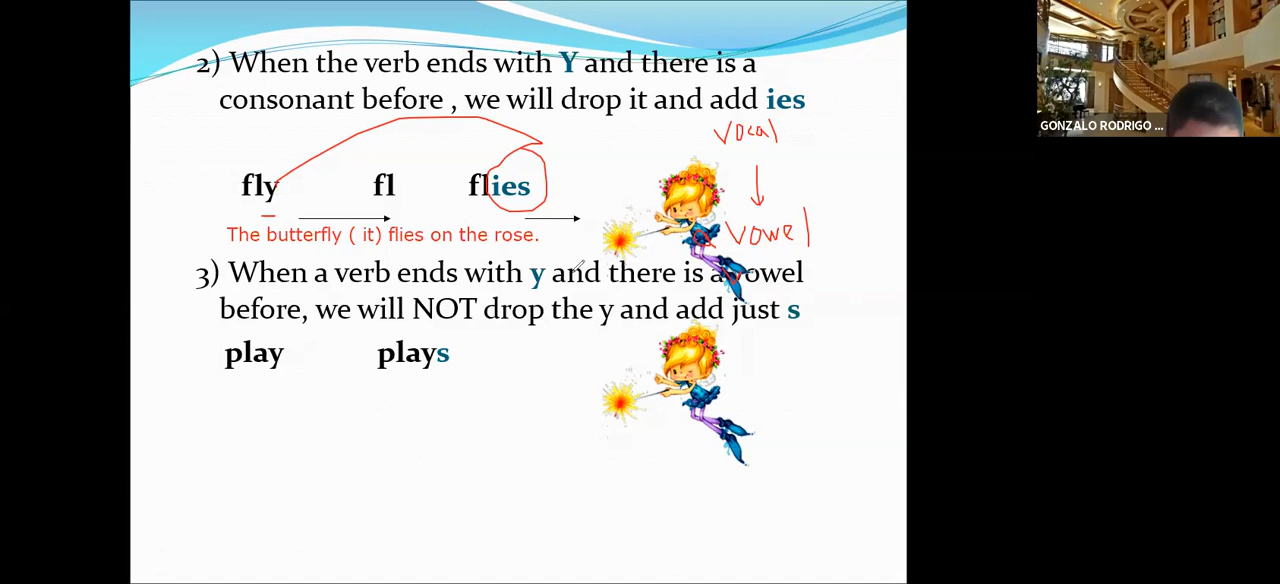 2) When the verb ends with Y and there is a
consonant before , we will drop it and add ies
vocal
fly fl flies
The butterfly ( it) flies on the rose.
vowel
3) When a verb ends with y and there is a vowel
before, we will NOT drop the y and add just s
play plays
GONZALO RODRIGO ...